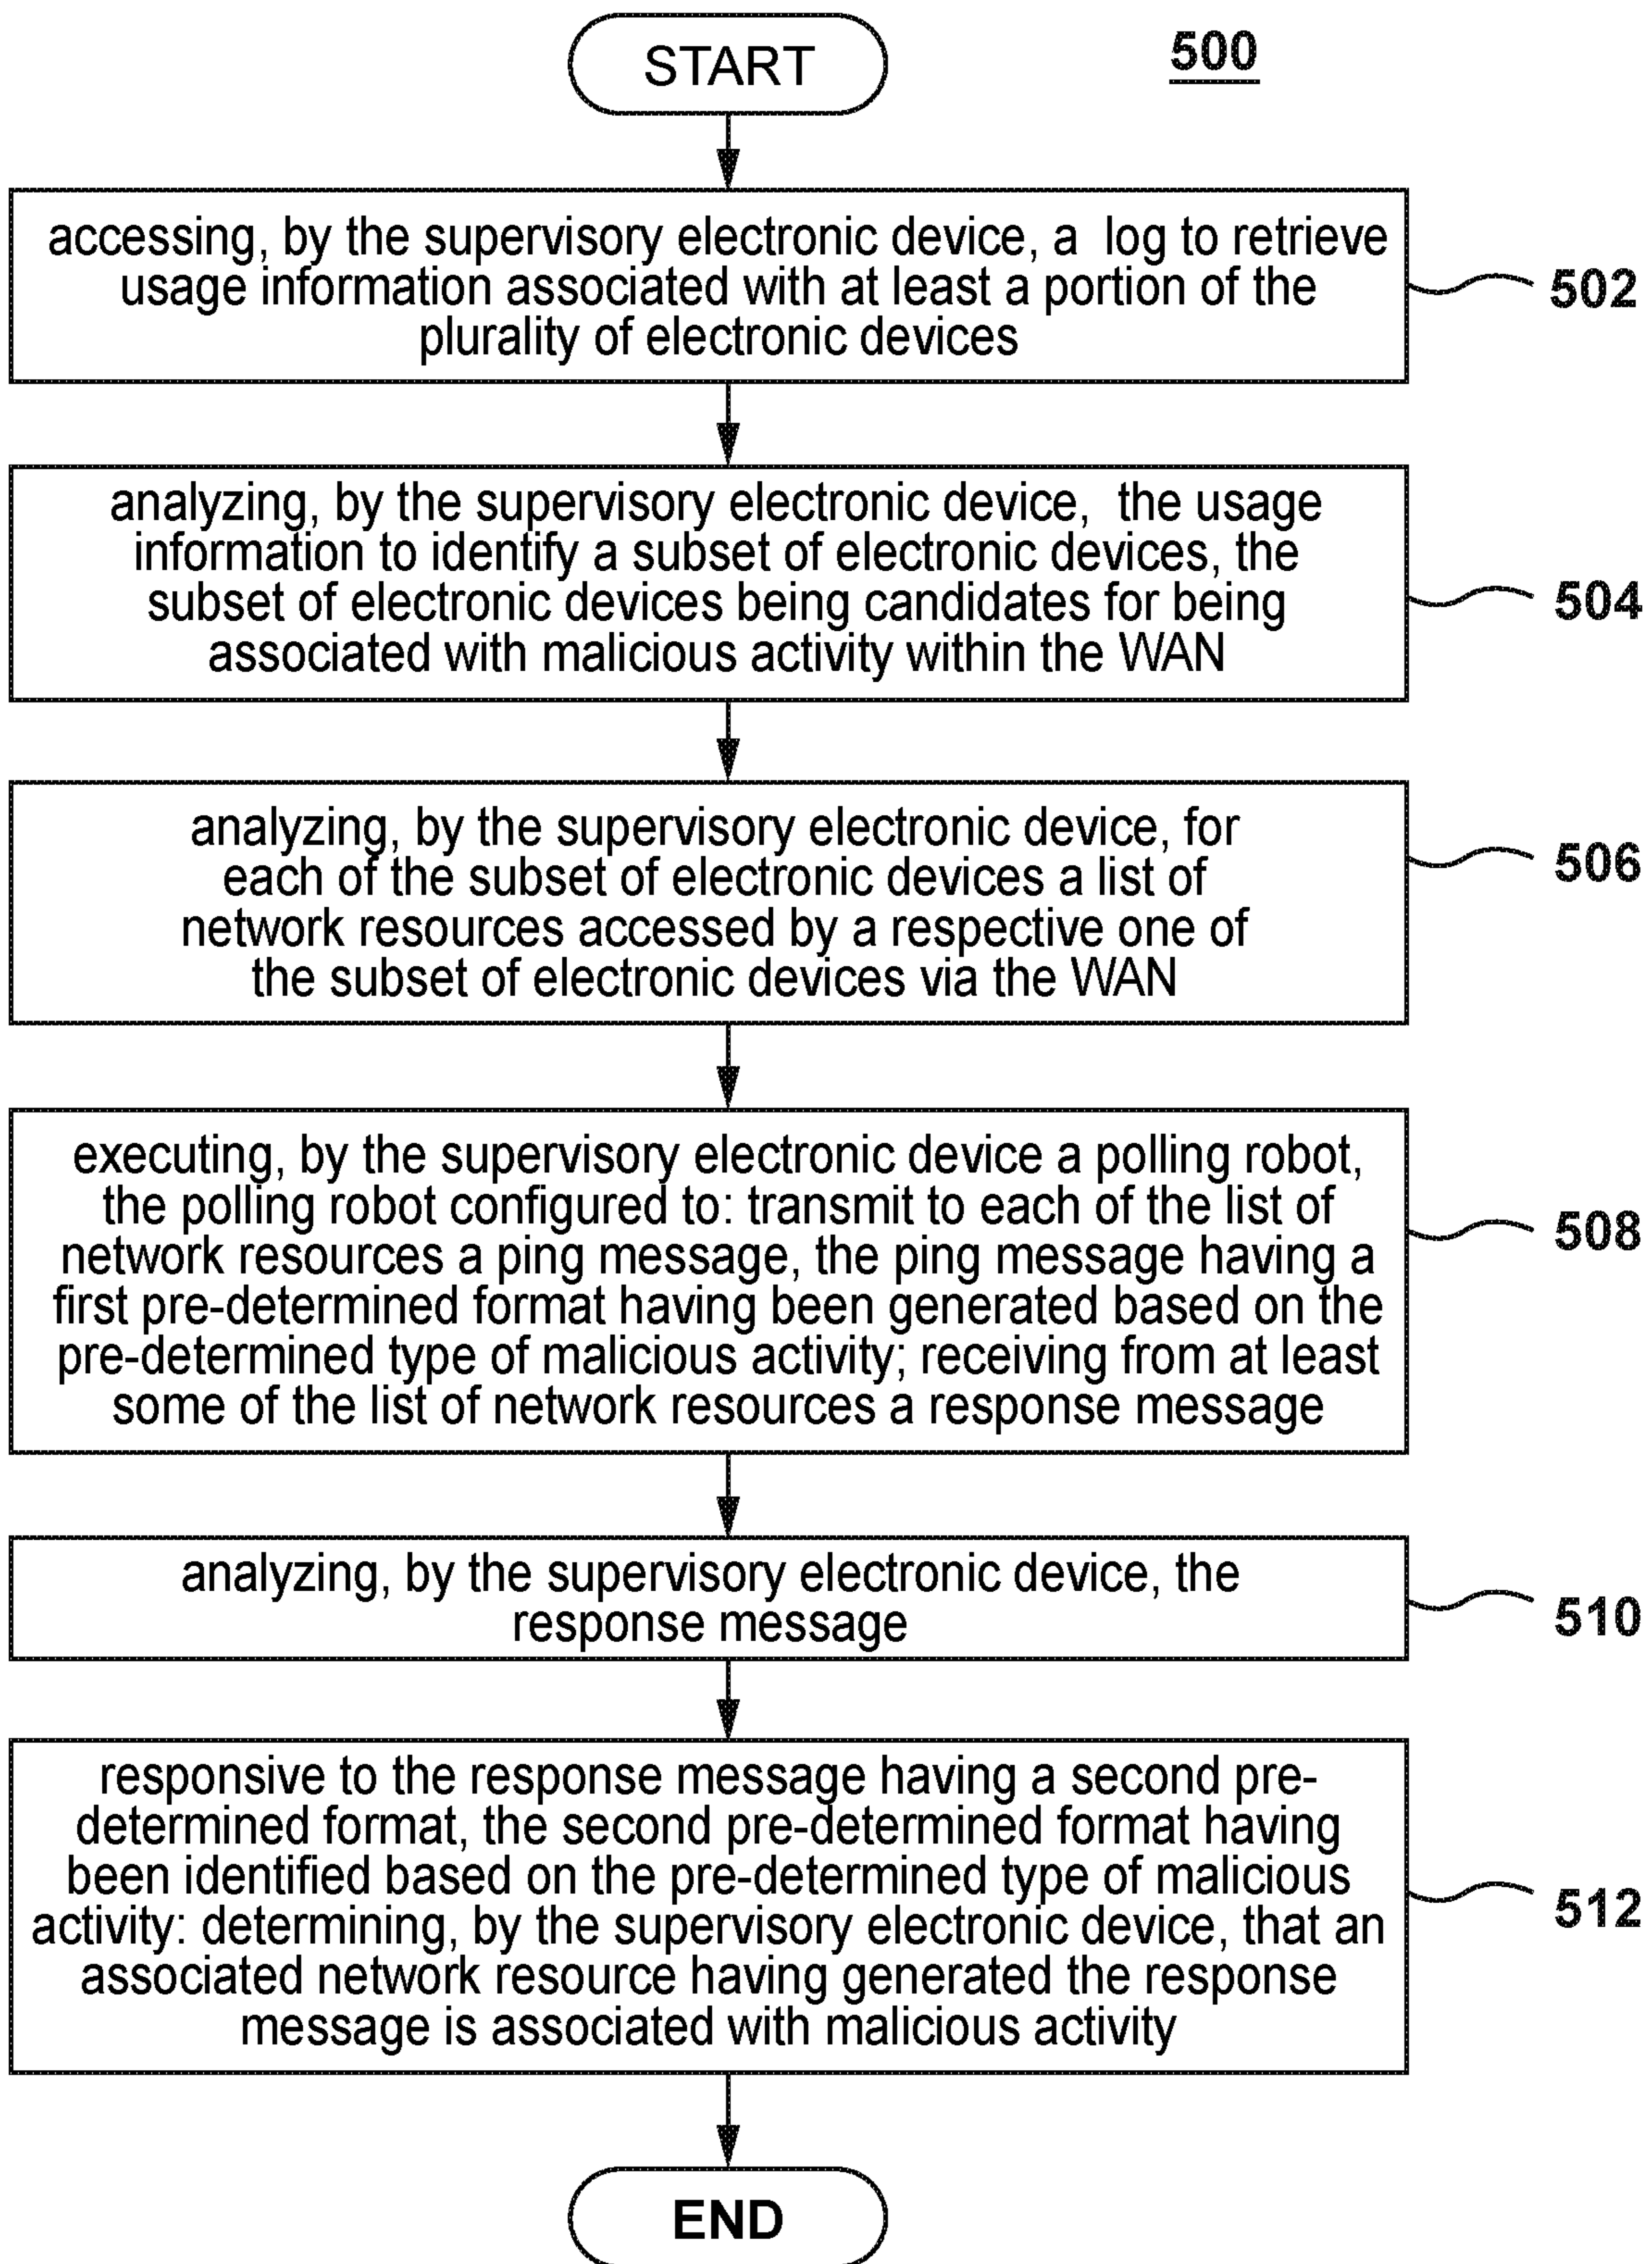 START
500
accessing, by the supervisory electronic device, a log to retrieve
usage information associated with at least a portion of the
plurality of electronic devices
502
analyzing, by the supervisory electronic device, the usage
information to identify a subset of electronic devices, the
subset of electronic devices being candidates for being
associated with malicious activity within the WAN
504
analyzing, by the supervisory electronic device, for
each of the subset of electronic devices a list of
network resources accessed by a respective one of
the subset of electronic devices via the WAN
506
executing, by the supervisory electronic device a polling robot,
the polling robot configured to: transmit to each of the list of
network resources a ping message, the ping message having a
first pre-determined format having been generated based on the
pre-determined type of malicious activity; receiving from at least
some of the list of network resources a response message
508
analyzing, by the supervisory electronic device, the
response message
510
responsive to the response message having a second pre-
determined format, the second pre-determined format having
been identified based on the pre-determined type of malicious
activity: determining, by the supervisory electronic device, that an
associated network resource having generated the response
message is associated with malicious activity
512
END